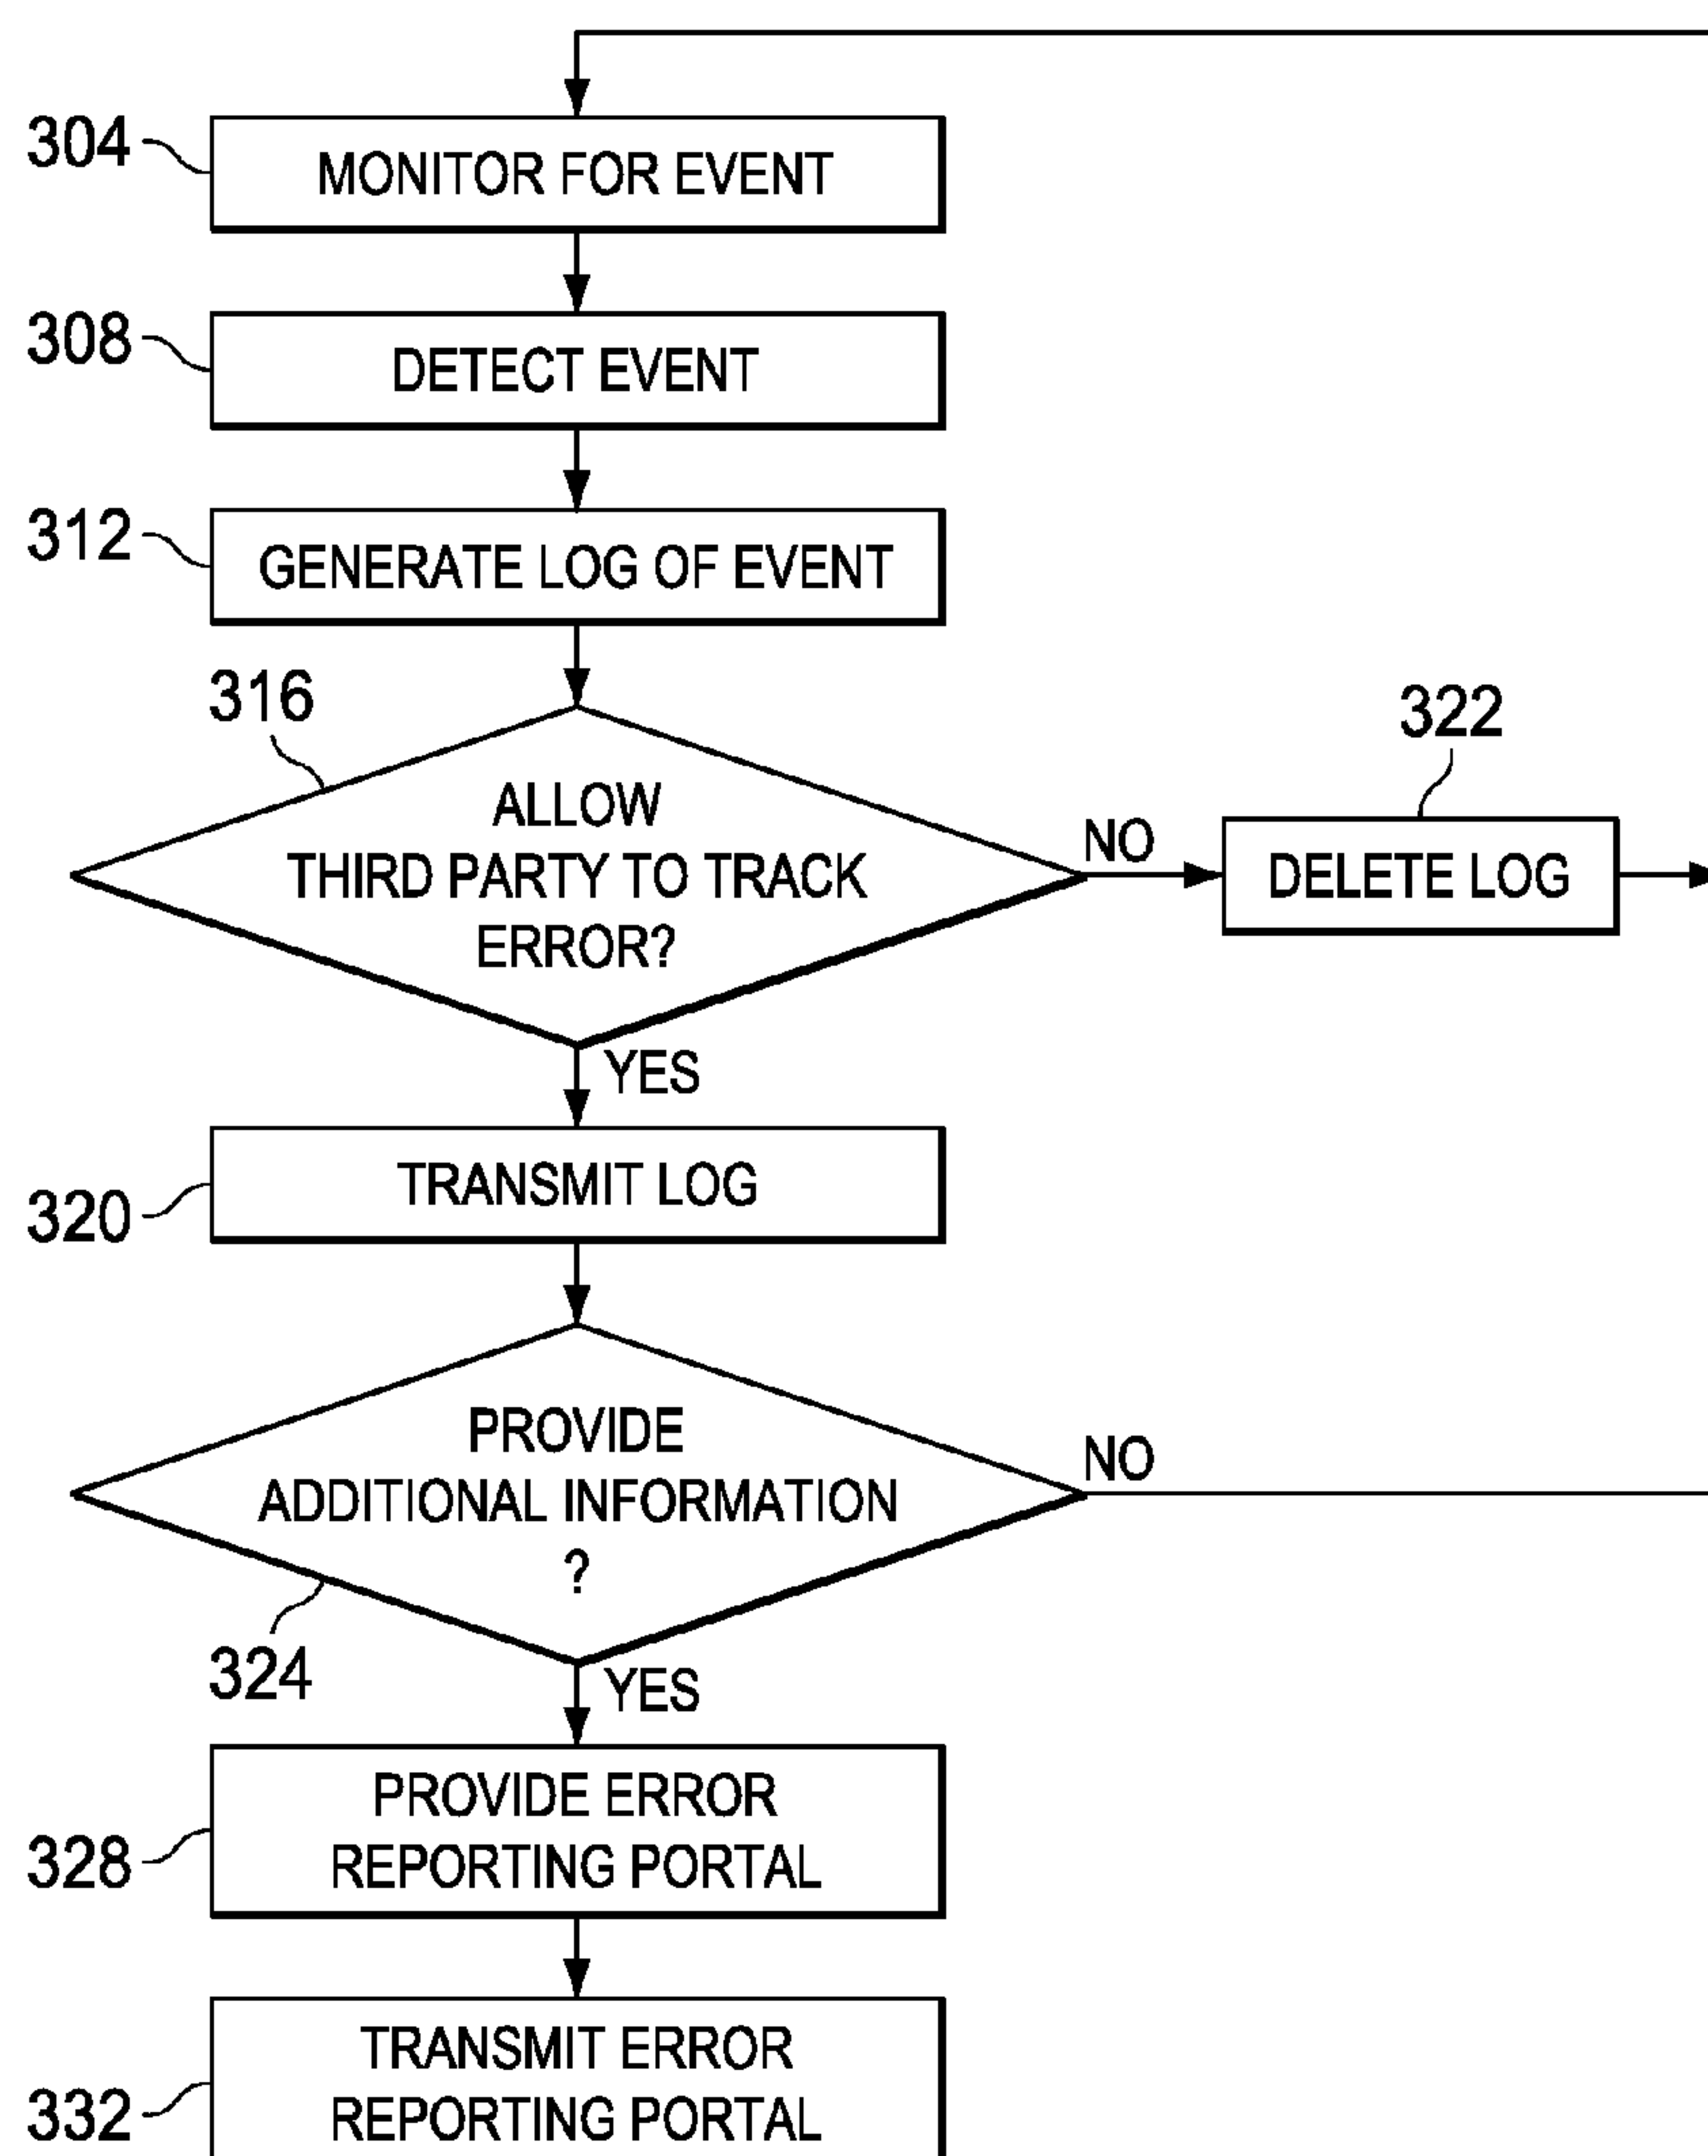 304
MONITOR FOR EVENT
308
DETECT EVENT
312
GENERATE LOG OF EVENT
316
ALLOW
THIRD PARTY TO TRACK
ERROR?
NO
322
DELETE LOG
YES
320
TRANSMIT LOG
PROVIDE
ADDITIONAL INFORMATION
?
NO
324
YES
PROVIDE ERROR
REPORTING PORTAL
328
TRANSMIT ERROR
REPORTING PORTAL
332